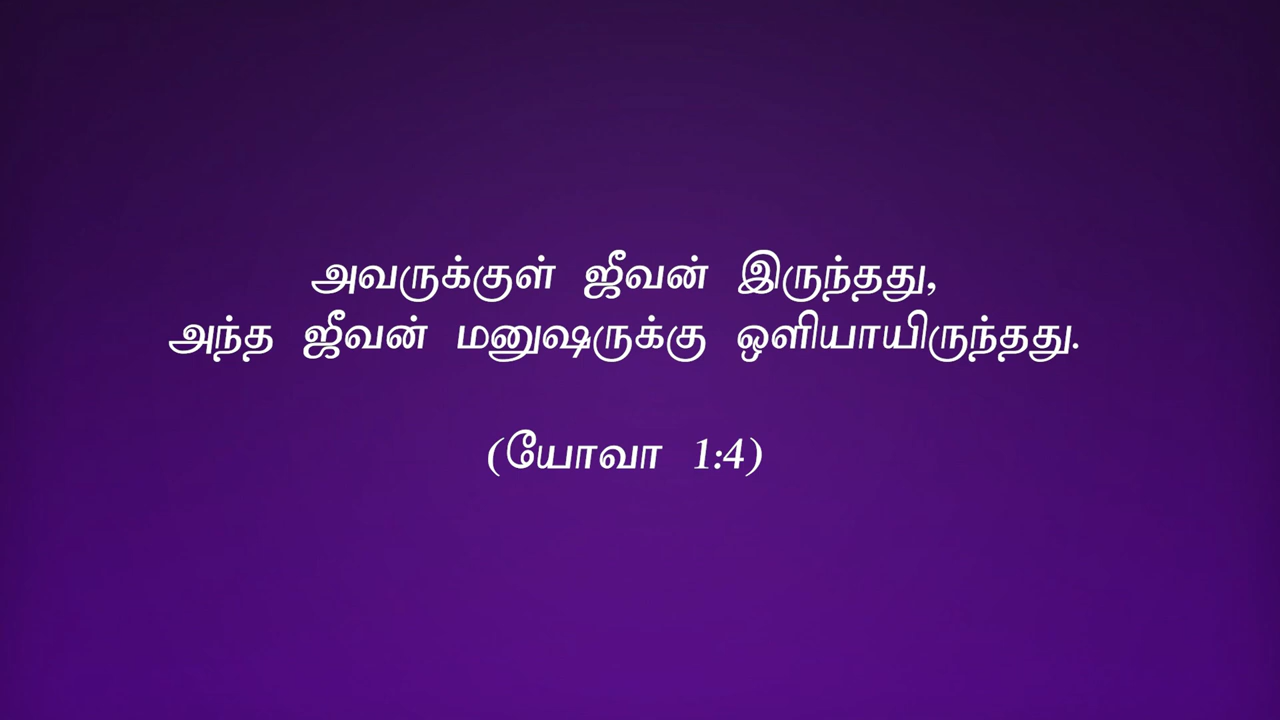 அவருக்குள் ஜீவன் இருந்தது,
அந்த ஜீவன் மனுஷருக்கு ஒளியாயிருந்தது.
(யோவா 1:4)